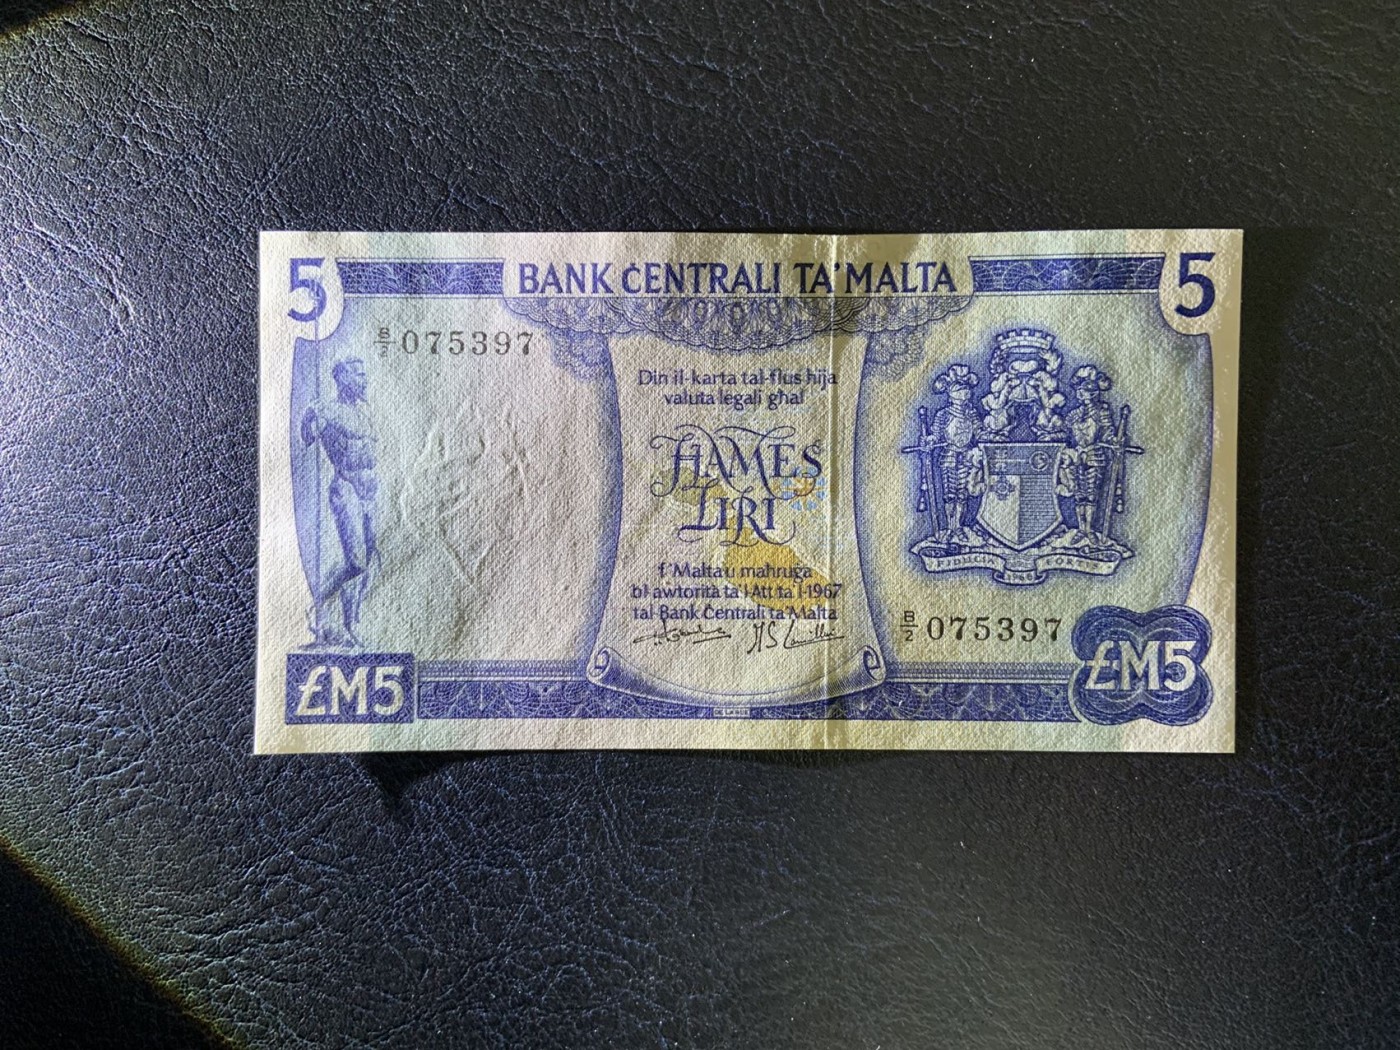 5 BANK ĊENTRALI TA' MALTA 5
B/2 075397
Din il-karta tal-flus hija
valuta legali għal
ĦAMES
LIRI
f'Malta u maħruġa
bl-awtorità ta' l-Att ta' l-1967
tal-Bank Ċentrali ta' Malta
B/2 075397
£M5 £M5